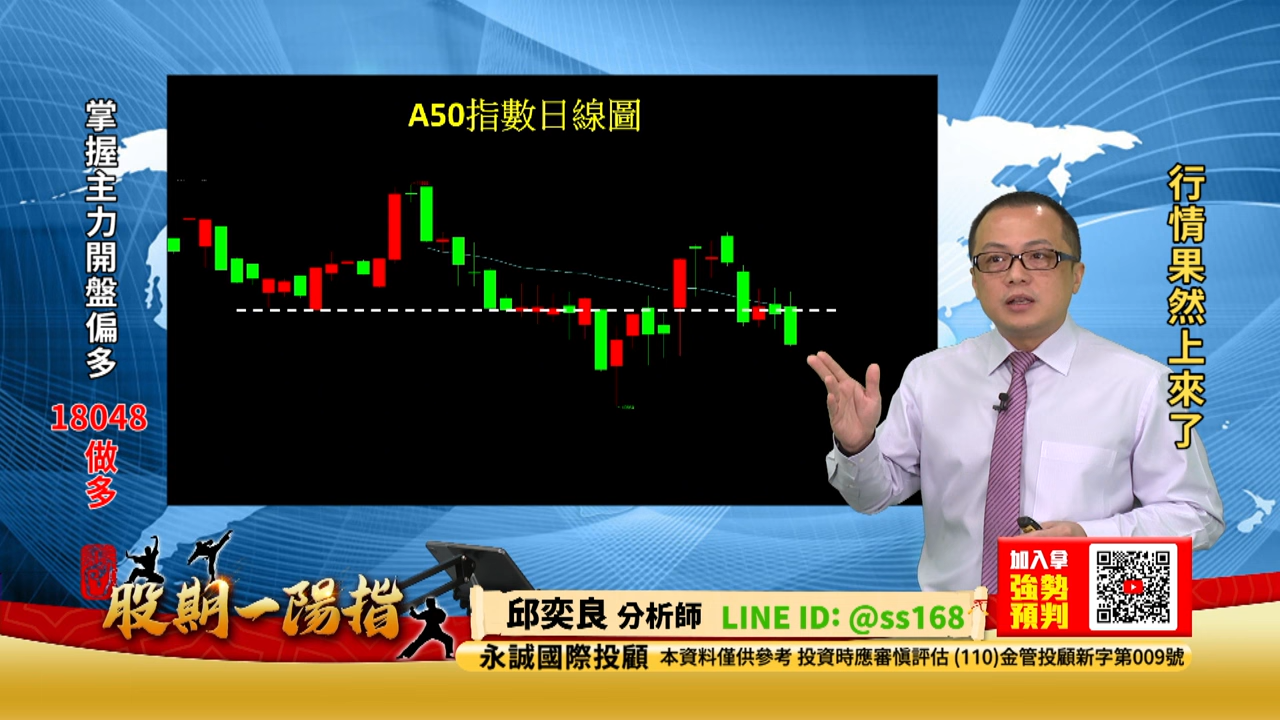 A50指數日線圖
掌握主力開盤偏多
18048
做多
行情果然上來了
股期一陽指
邱奕良 分析師 LINE ID: @ss168
加入拿
強勢
預判
永誠國際投顧 本資料僅供參考 投資時應審慎評估 (110)金管投顧新字第009號